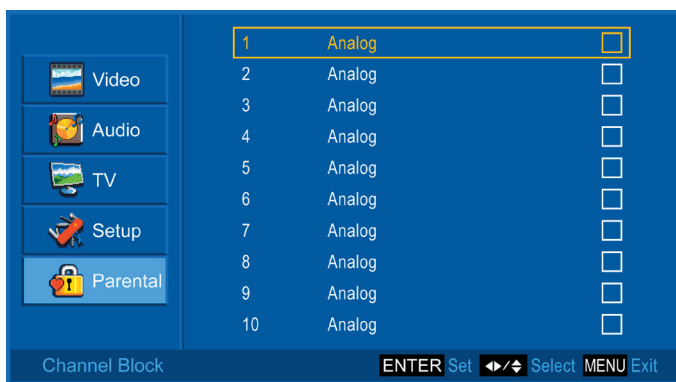 Video
Audio
TV
Setup
Parental
1 Analog
2 Analog
3 Analog
4 Analog
5 Analog
6 Analog
7 Analog
8 Analog
9 Analog
10 Analog
Channel Block
ENTER Set / Select MENU Exit